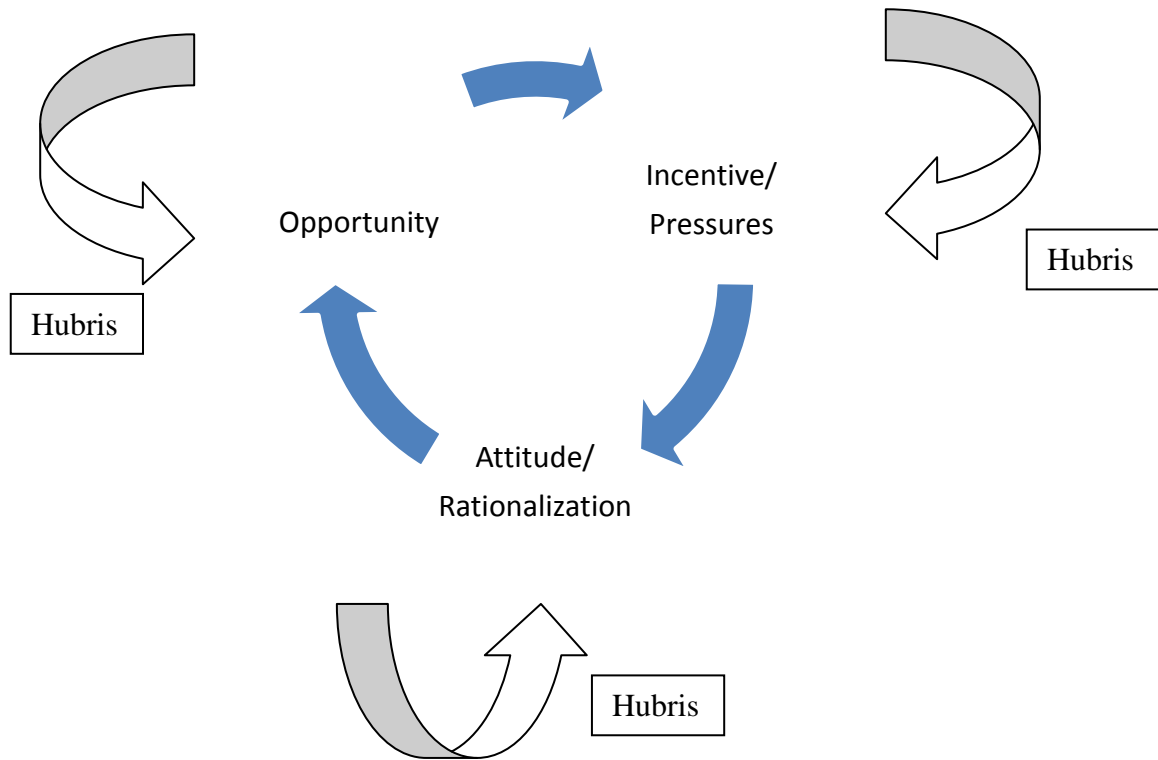 Incentive/
Pressures
Opportunity
Hubris
Hubris
Attitude/
Rationalization
Hubris